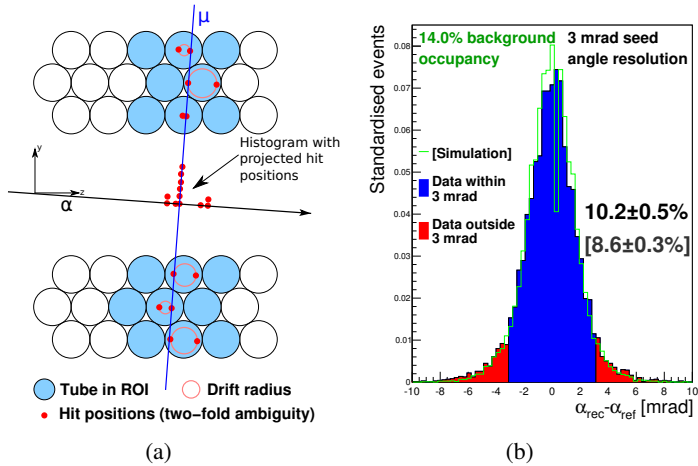 μ
y
z
α
Histogram with
projected hit
positions
Tube in ROI
Drift radius
Hit positions (two-fold ambiguity)
(a)
Standardised events
0.08
0.07
0.06
0.05
0.04
0.03
0.02
0.01
0
14.0% background
occupancy
3 mrad seed
angle resolution
[Simulation]
Data within
3 mrad
Data outside
3 mrad
10.2±0.5%
[8.6±0.3%]
-10 -8 -6 -4 -2 0 2 4 6 8 10
α_rec-α_ref [mrad]
(b)